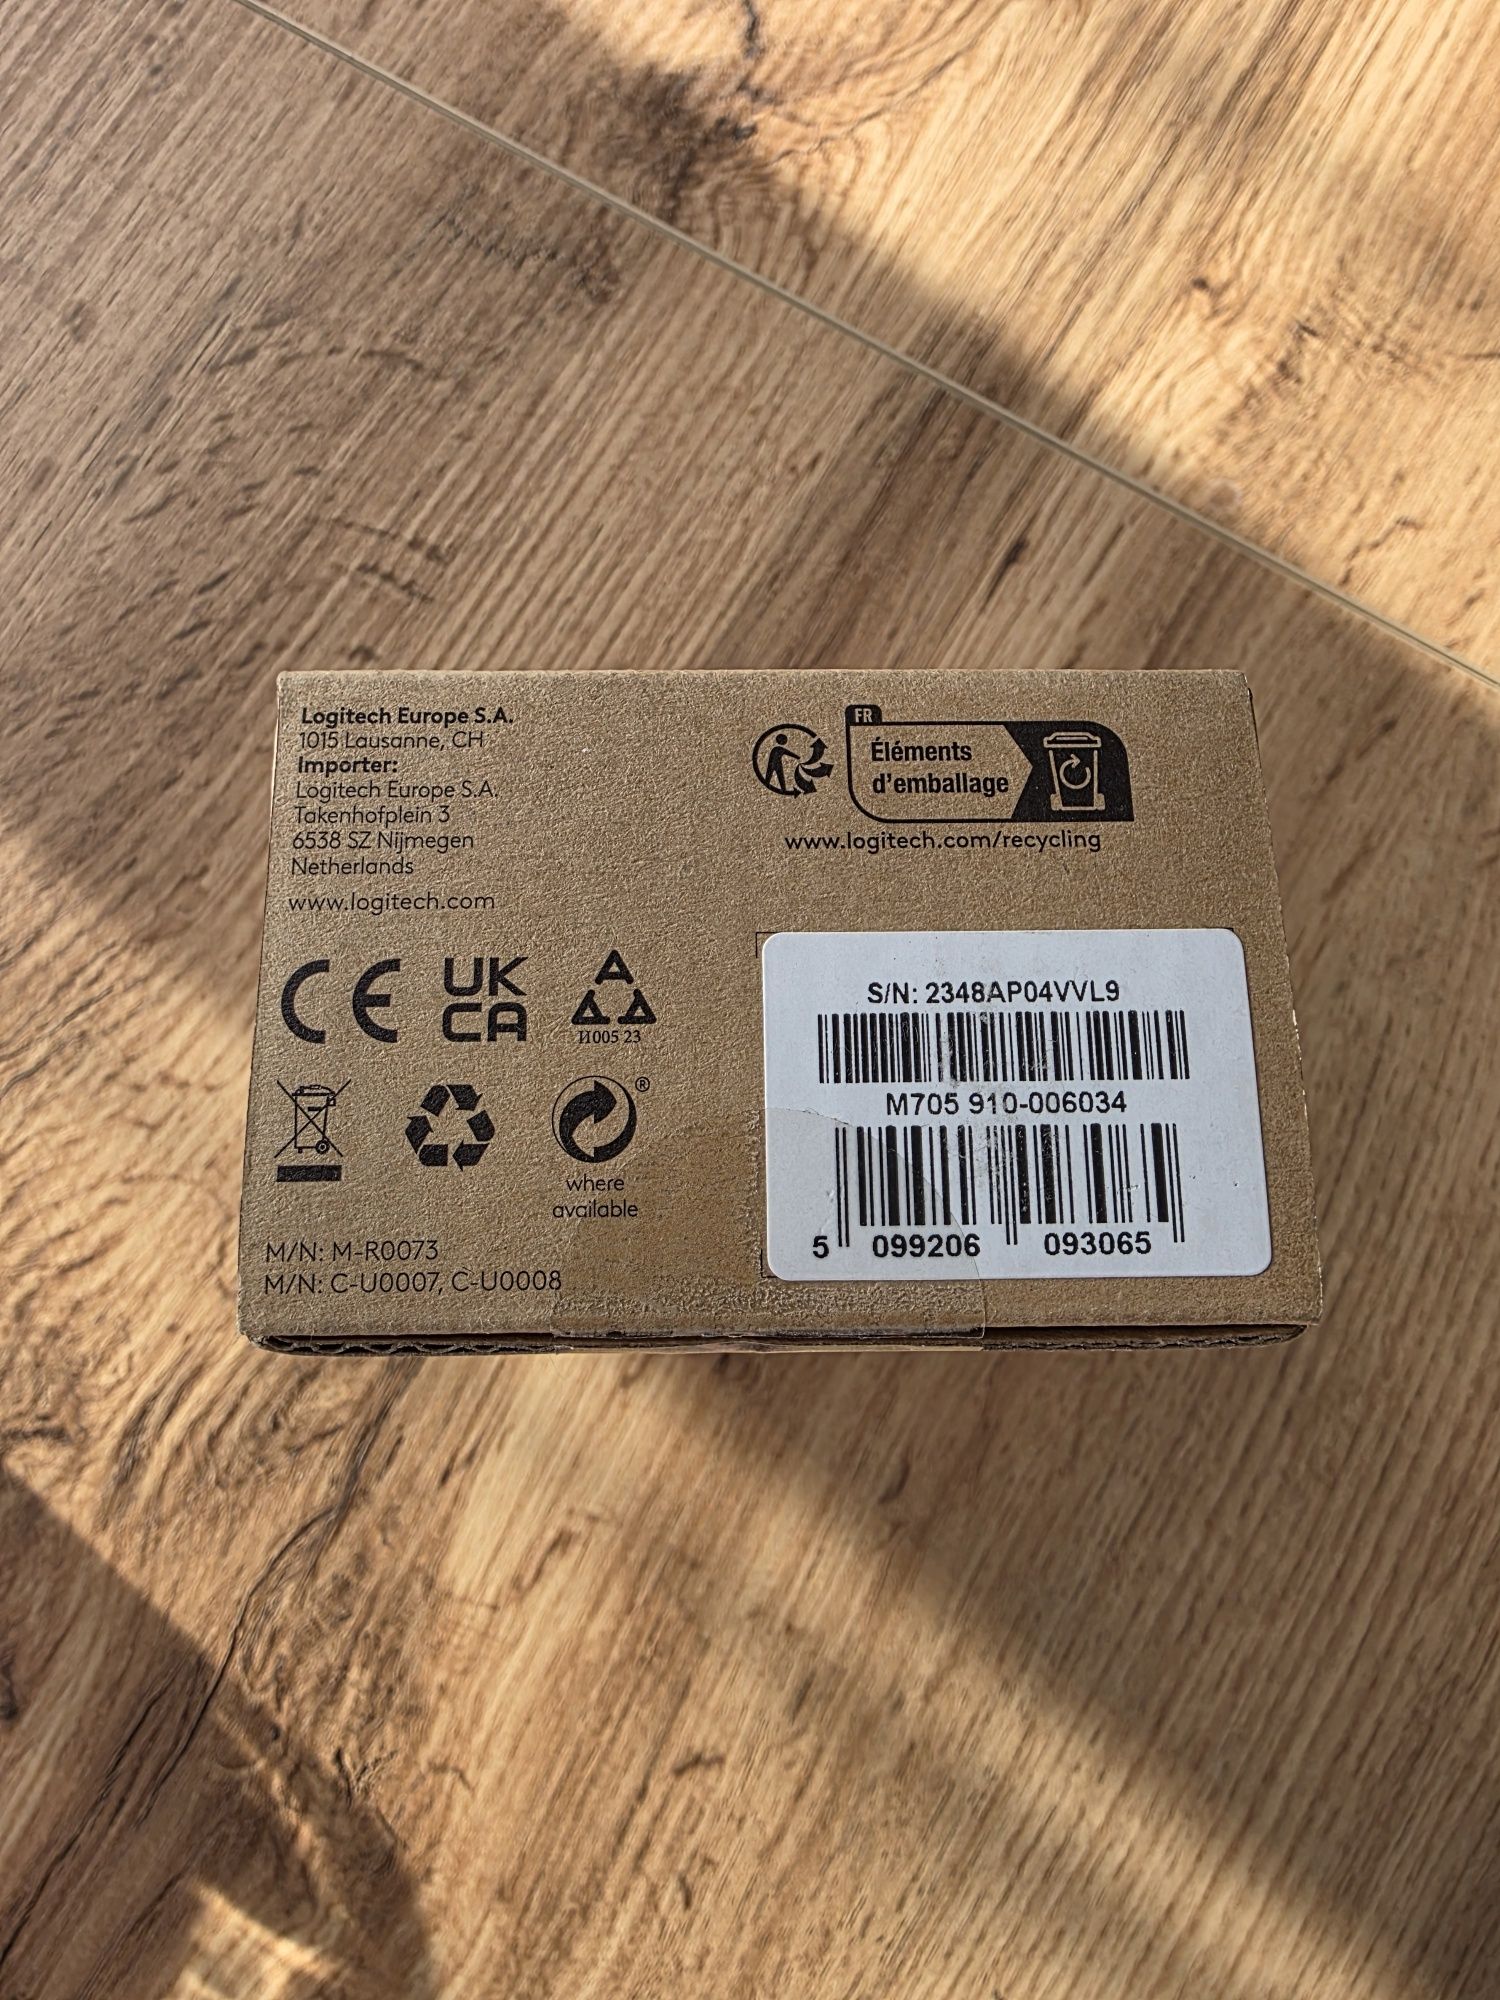 Logitech Europe S.A.
1015 Lausanne, CH
Importer:
Logitech Europe S.A.
Takenhofplein 3
6538 SZ Nijmegen
Netherlands
www.logitech.com
FR
Éléments
d'emballage
www.logitech.com/recycling
CE
UK
CA
И005 23
®
where
available
M/N: M-R0073
M/N: C-U0007, C-U0008
S/N: 2348AP04VVL9
M705 910-006034
5 099206 093065